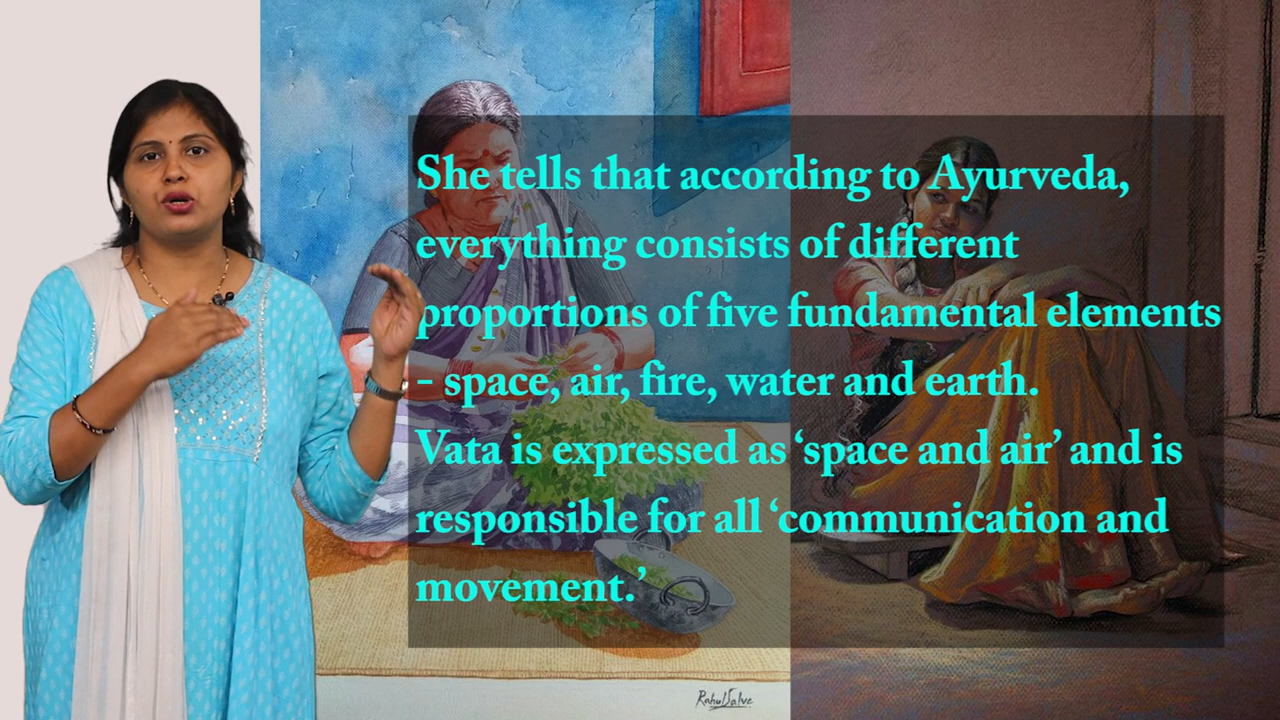 She tells that according to Ayurveda,
everything consists of different
proportions of five fundamental elements
- space, air, fire, water and earth.
Vata is expressed as ‘space and air’ and is
responsible for all ‘communication and
movement.’
Rahul Salve